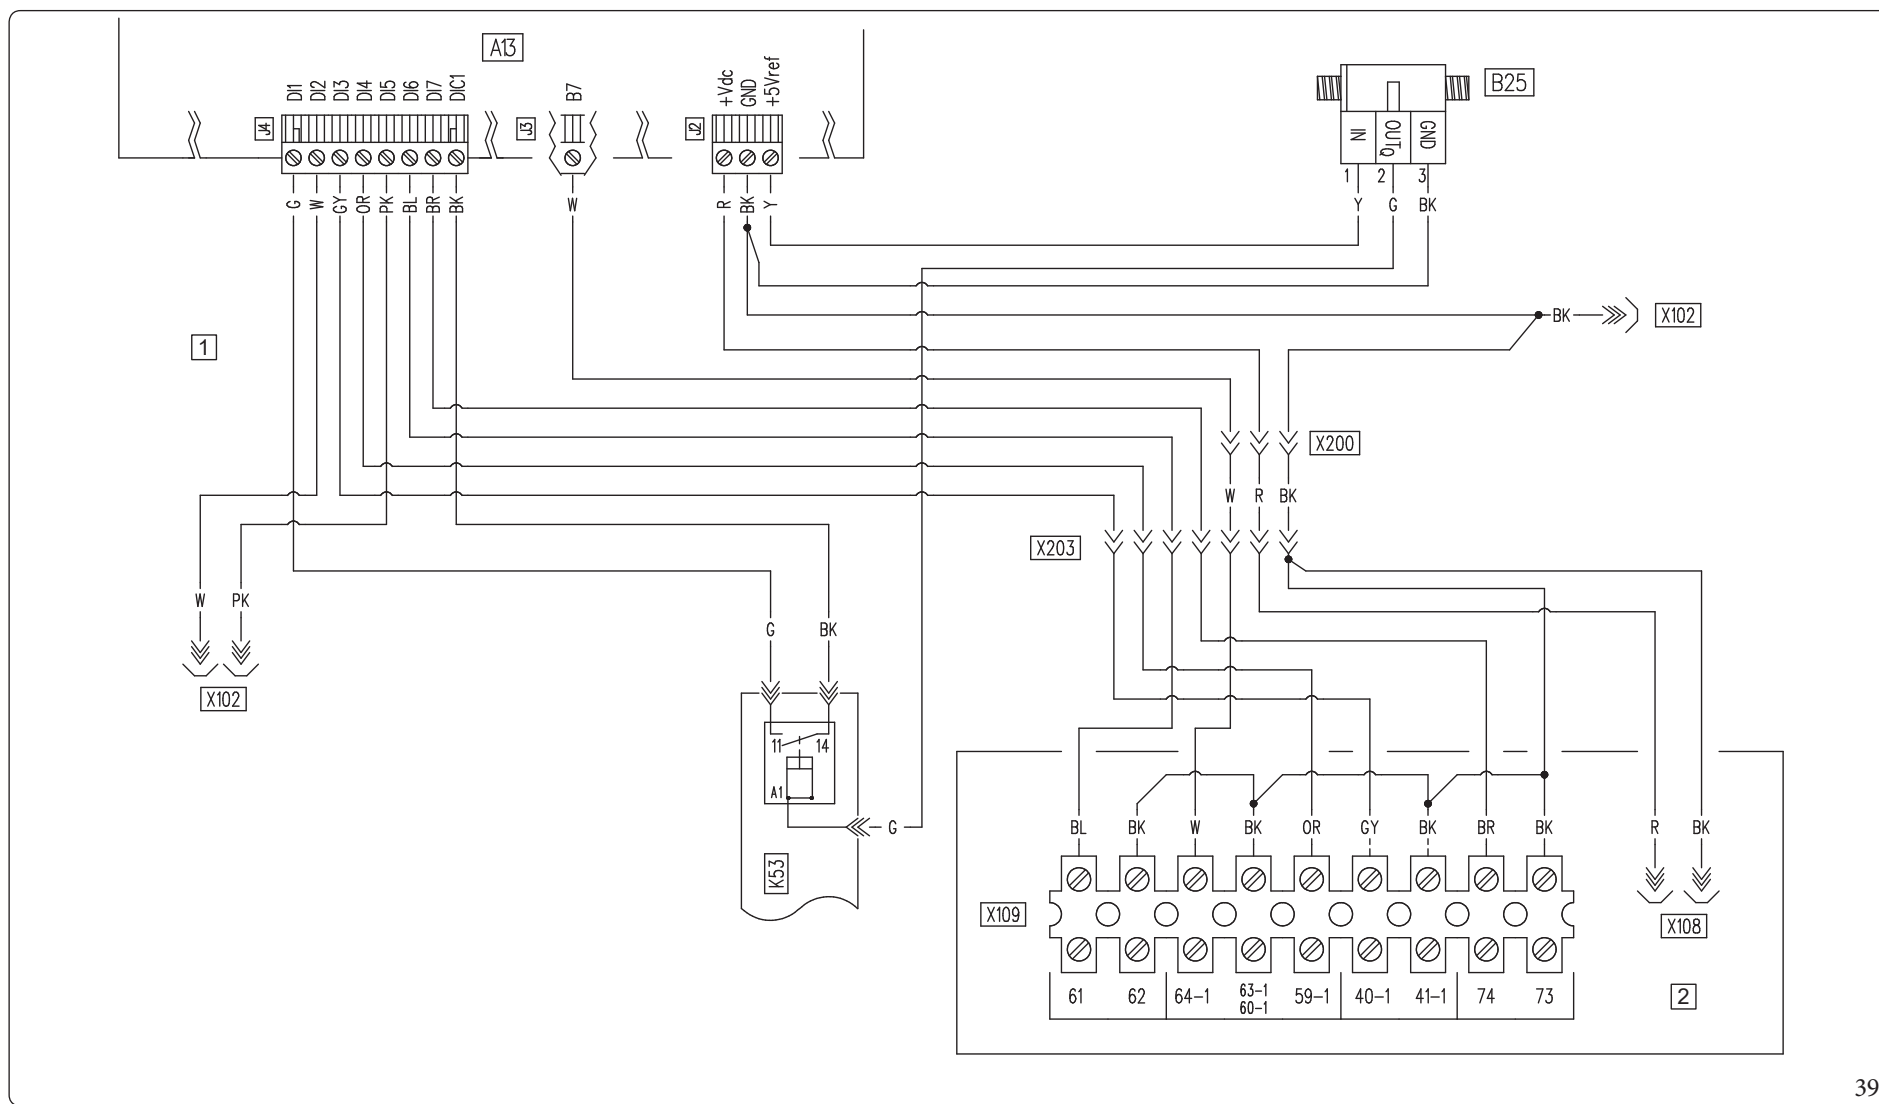 A13
B25
J4
DI1
DI2
DI3
DI4
DI5
DI6
DI7
DIC1
J3
B7
J2
+Vdc
GND
+5Vref
IN
OUTQ
GND
1 2 3
G W GY OR PK BL BR BK
W
R BK Y
Y G BK
BK
X102
1
X200
W R BK
X203
W PK
X102
G BK
11 14
A1
G
K53
BL BK W BK OR GY BK BR BK
R BK
X109
X108
61 62 64-1 63-1 59-1 40-1 41-1 74 73
60-1
2
39